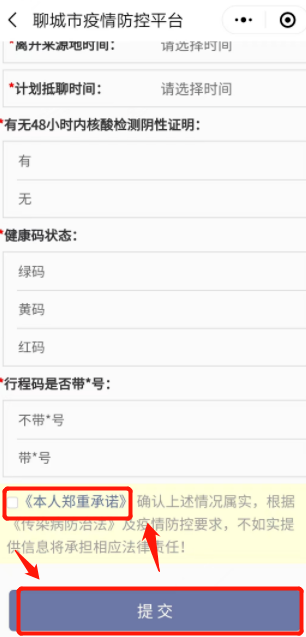 聊城市疫情防控平台
*离开来源地时间: 请选择时间
*计划抵聊时间: 请选择时间
*有无48小时内核酸检测阴性证明:
有
无
*健康码状态:
绿码
黄码
红码
*行程码是否带*号:
不带*号
带*号
《本人郑重承诺》确认上述情况属实，根据
《传染病防治法》及疫情防控要求，不如实提
供信息将承担相应法律责任！
提交